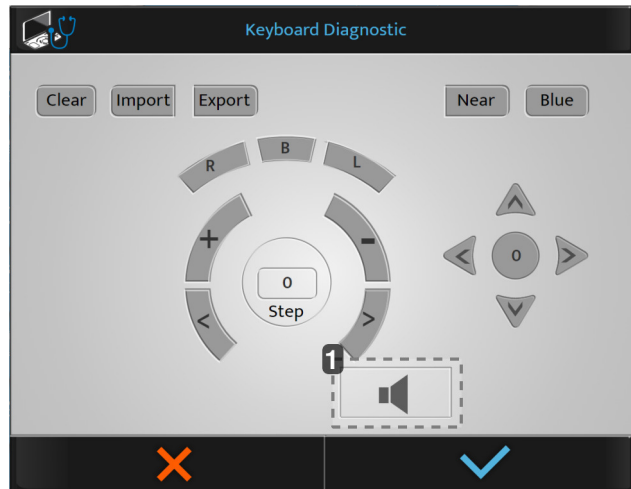 Keyboard Diagnostic
Clear Import Export Near Blue
R B L
+ -
0
0
Step
< >
1